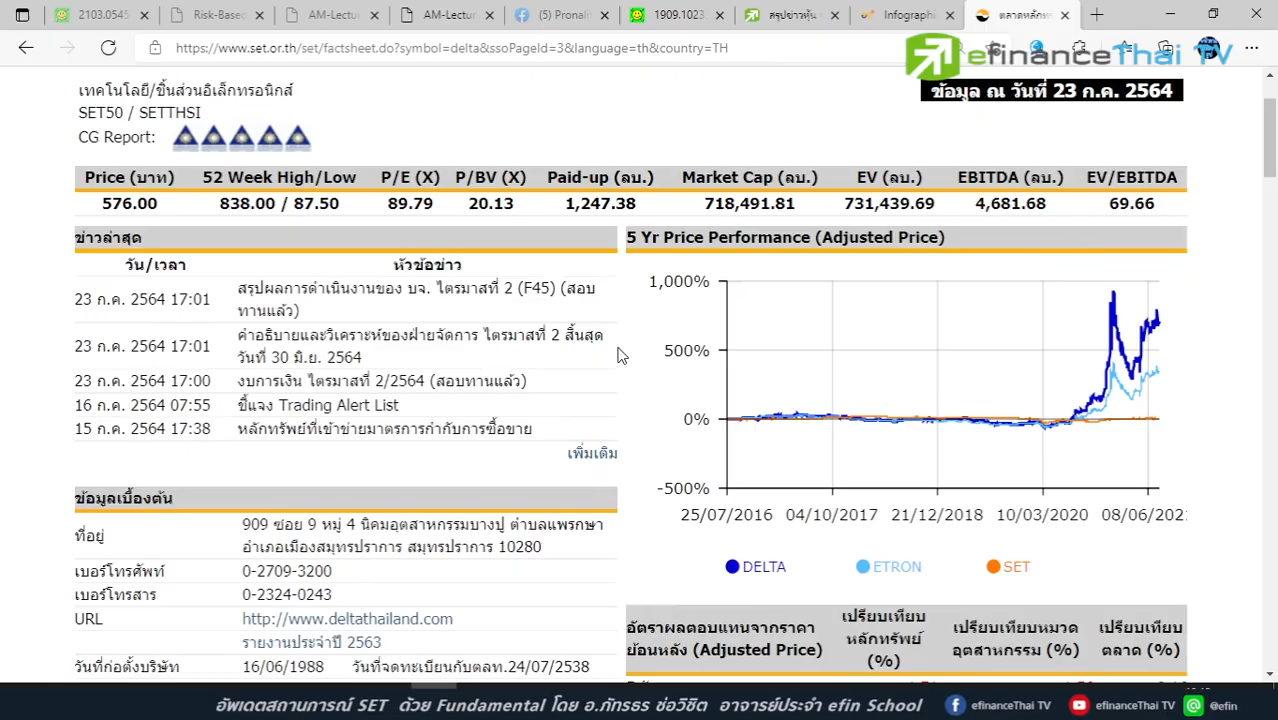 2103.0545
Risk-Base
AM-Lectu
AM-Lectur
(5) Pronali
1909.1023
สรุปข่าวหุ้น
Infographi
ตลาดหลักท
https://www.set.or.th/set/factsheet.do?symbol=delta&ssoPageId=3&language=th&country=TH
efinanceThai TV
เทคโนโลยี/ชิ้นส่วนอิเล็กทรอนิกส์
ข้อมูล ณ วันที่ 23 ก.ค. 2564
SET50 / SETTHSI
CG Report:
Price (บาท) 52 Week High/Low P/E (X) P/BV (X) Paid-up (ลบ.) Market Cap (ลบ.) EV (ลบ.) EBITDA (ลบ.) EV/EBITDA
576.00 838.00 / 87.50 89.79 20.13 1,247.38 718,491.81 731,439.69 4,681.68 69.66
ข่าวล่าสุด
วัน/เวลา หัวข้อข่าว
23 ก.ค. 2564 17:01 สรุปผลการดำเนินงานของ บจ. ไตรมาสที่ 2 (F45) (สอบ
ทานแล้ว)
23 ก.ค. 2564 17:01 คำอธิบายและวิเคราะห์ของฝ่ายจัดการ ไตรมาสที่ 2 สิ้นสุด
วันที่ 30 มิ.ย. 2564
23 ก.ค. 2564 17:00 งบการเงิน ไตรมาสที่ 2/2564 (สอบทานแล้ว)
16 ก.ค. 2564 07:55 ชี้แจง Trading Alert List
15 ก.ค. 2564 17:38 หลักทรัพย์ที่เข้าข่ายมาตรการกำกับการซื้อขาย
เพิ่มเติม
ข้อมูลเบื้องต้น
ที่อยู่ 909 ซอย 9 หมู่ 4 นิคมอุตสาหกรรมบางปู ตำบลแพรกษา
อำเภอเมืองสมุทรปราการ สมุทรปราการ 10280
เบอร์โทรศัพท์ 0-2709-3200
เบอร์โทรสาร 0-2324-0243
URL http://www.deltathailand.com
รายงานประจำปี 2563
วันที่ก่อตั้งบริษัท 16/06/1988 วันที่จดทะเบียนกับตลท. 24/07/2538
5 Yr Price Performance (Adjusted Price)
1,000%
500%
0%
-500%
25/07/2016 04/10/2017 21/12/2018 10/03/2020 08/06/202
DELTA ETRON SET
อัตราผลตอบแทนจากราคา
ย้อนหลัง (Adjusted Price)
เปรียบเทียบ
หลักทรัพย์
(%)
เปรียบเทียบหมวด
อุตสาหกรรม (%)
เปรียบเทียบ
ตลาด (%)
อัพเดตสถานการณ์ SET ด้วย Fundamental โดย อ.ภัทรธร ช่อวิชิต อาจารย์ประจำ efin School
efinanceThai TV
efinanceThai TV
@efin